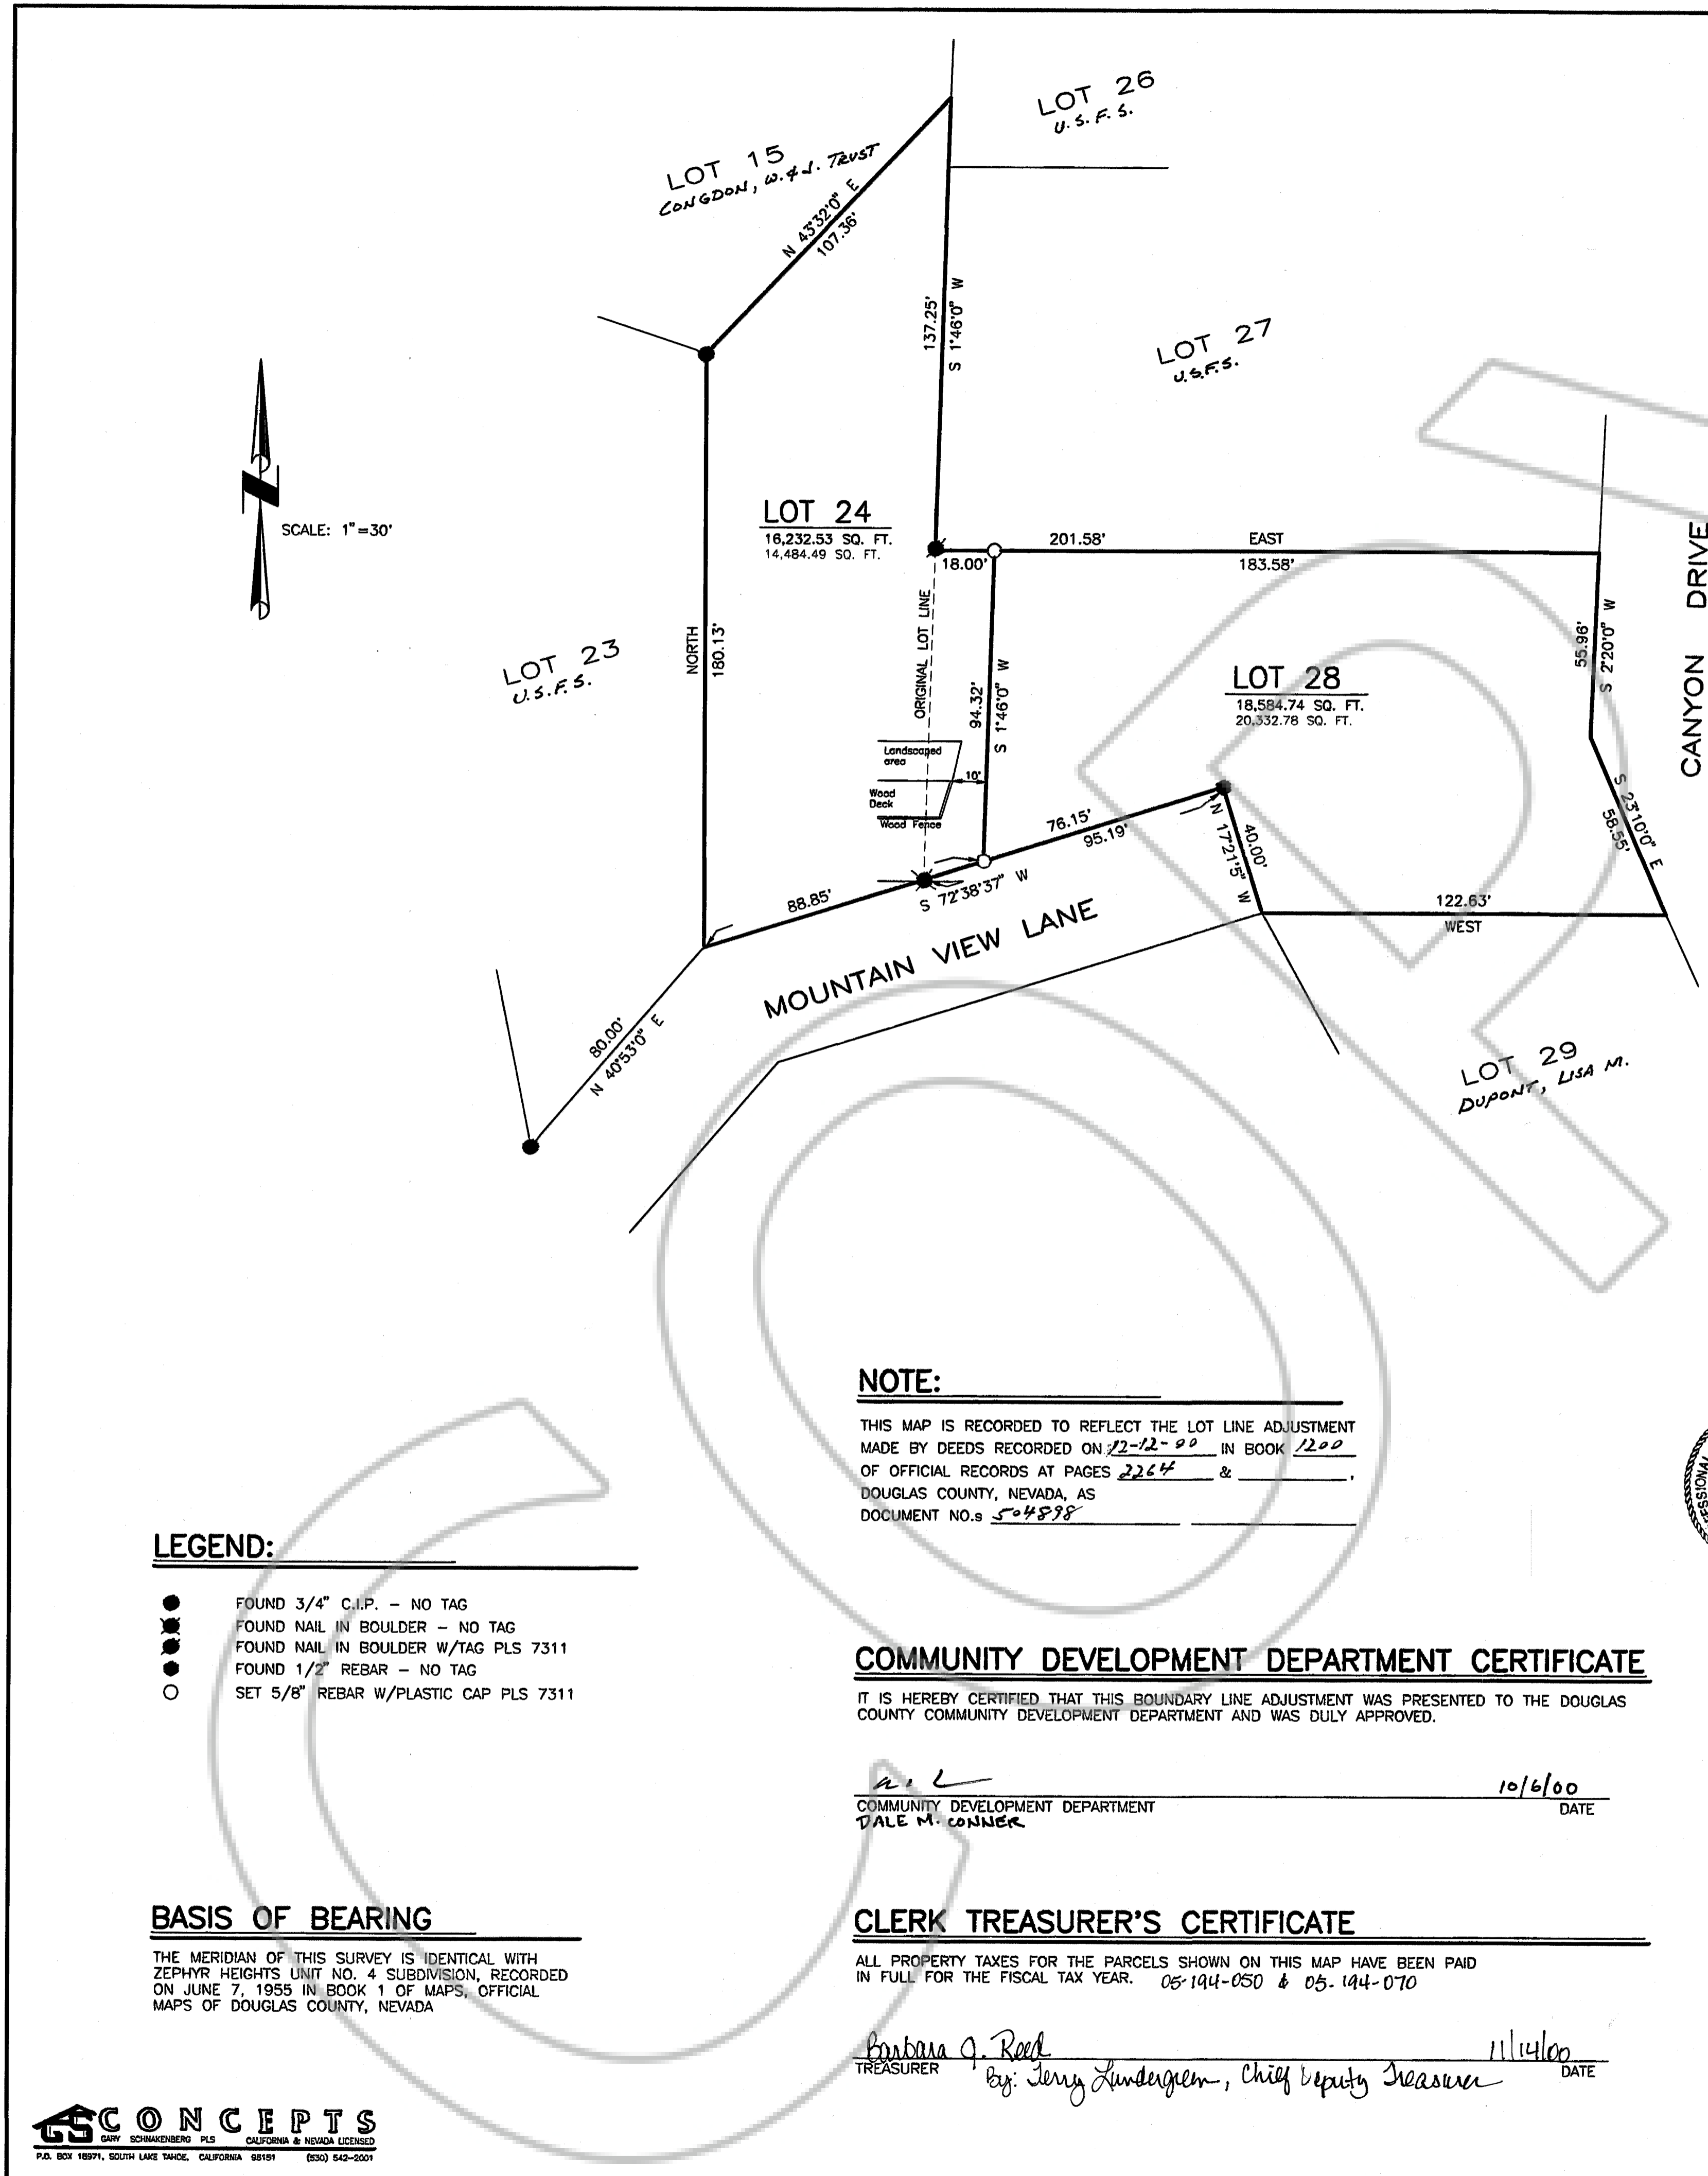 LOT 26
U.S.F.S.
LOT 15
CONGDON, W. & J. TRUST
N 43°32'0" E
107.36'
137.25'
S 1°46'0" W
LOT 27
U.S.F.S.
SCALE: 1"=30'
LOT 24
16,232.53 SQ. FT.
14,484.49 SQ. FT.
201.58'
EAST
18.00'
183.58'
CANYON DRIVE
55.96'
S 2°20'0" W
NORTH
180.13'
ORIGINAL LOT LINE
94.32'
S 1°46'0" W
LOT 23
U.S.F.S.
LOT 28
18,584.74 SQ. FT.
20,332.78 SQ. FT.
Landscaped
area
10'
Wood
Deck
Wood Fence
76.15'
95.19'
N 17°21'5" W
40.00'
S 23°10'0" E
58.55'
88.85'
S 72°38'37" W
122.63'
WEST
MOUNTAIN VIEW LANE
80.00'
N 40°53'0" E
LOT 29
DUPONT, LISA M.
NOTE:
THIS MAP IS RECORDED TO REFLECT THE LOT LINE ADJUSTMENT
MADE BY DEEDS RECORDED ON 12-12-00 IN BOOK 1200
OF OFFICIAL RECORDS AT PAGES 2264 & ,
DOUGLAS COUNTY, NEVADA, AS
DOCUMENT NO.s 504898
LEGEND:
FOUND 3/4" C.I.P. - NO TAG
FOUND NAIL IN BOULDER - NO TAG
FOUND NAIL IN BOULDER W/TAG PLS 7311
FOUND 1/2" REBAR - NO TAG
SET 5/8" REBAR W/PLASTIC CAP PLS 7311
COMMUNITY DEVELOPMENT DEPARTMENT CERTIFICATE
IT IS HEREBY CERTIFIED THAT THIS BOUNDARY LINE ADJUSTMENT WAS PRESENTED TO THE DOUGLAS
COUNTY COMMUNITY DEVELOPMENT DEPARTMENT AND WAS DULY APPROVED.
10/6/00
COMMUNITY DEVELOPMENT DEPARTMENT DATE
DALE M. CONNER
BASIS OF BEARING
THE MERIDIAN OF THIS SURVEY IS IDENTICAL WITH
ZEPHYR HEIGHTS UNIT NO. 4 SUBDIVISION, RECORDED
ON JUNE 7, 1955 IN BOOK 1 OF MAPS, OFFICIAL
MAPS OF DOUGLAS COUNTY, NEVADA
CLERK TREASURER'S CERTIFICATE
ALL PROPERTY TAXES FOR THE PARCELS SHOWN ON THIS MAP HAVE BEEN PAID
IN FULL FOR THE FISCAL TAX YEAR. 05-194-050 & 05-194-070
Barbara J. Reed 11/14/00
TREASURER DATE
By: Terry Lundergreen, Chief Deputy Treasurer
GS CONCEPTS
GARY SCHNAKENBERG PLS CALIFORNIA & NEVADA LICENSED
P.O. BOX 18971, SOUTH LAKE TAHOE, CALIFORNIA 96151 (530) 542-2001